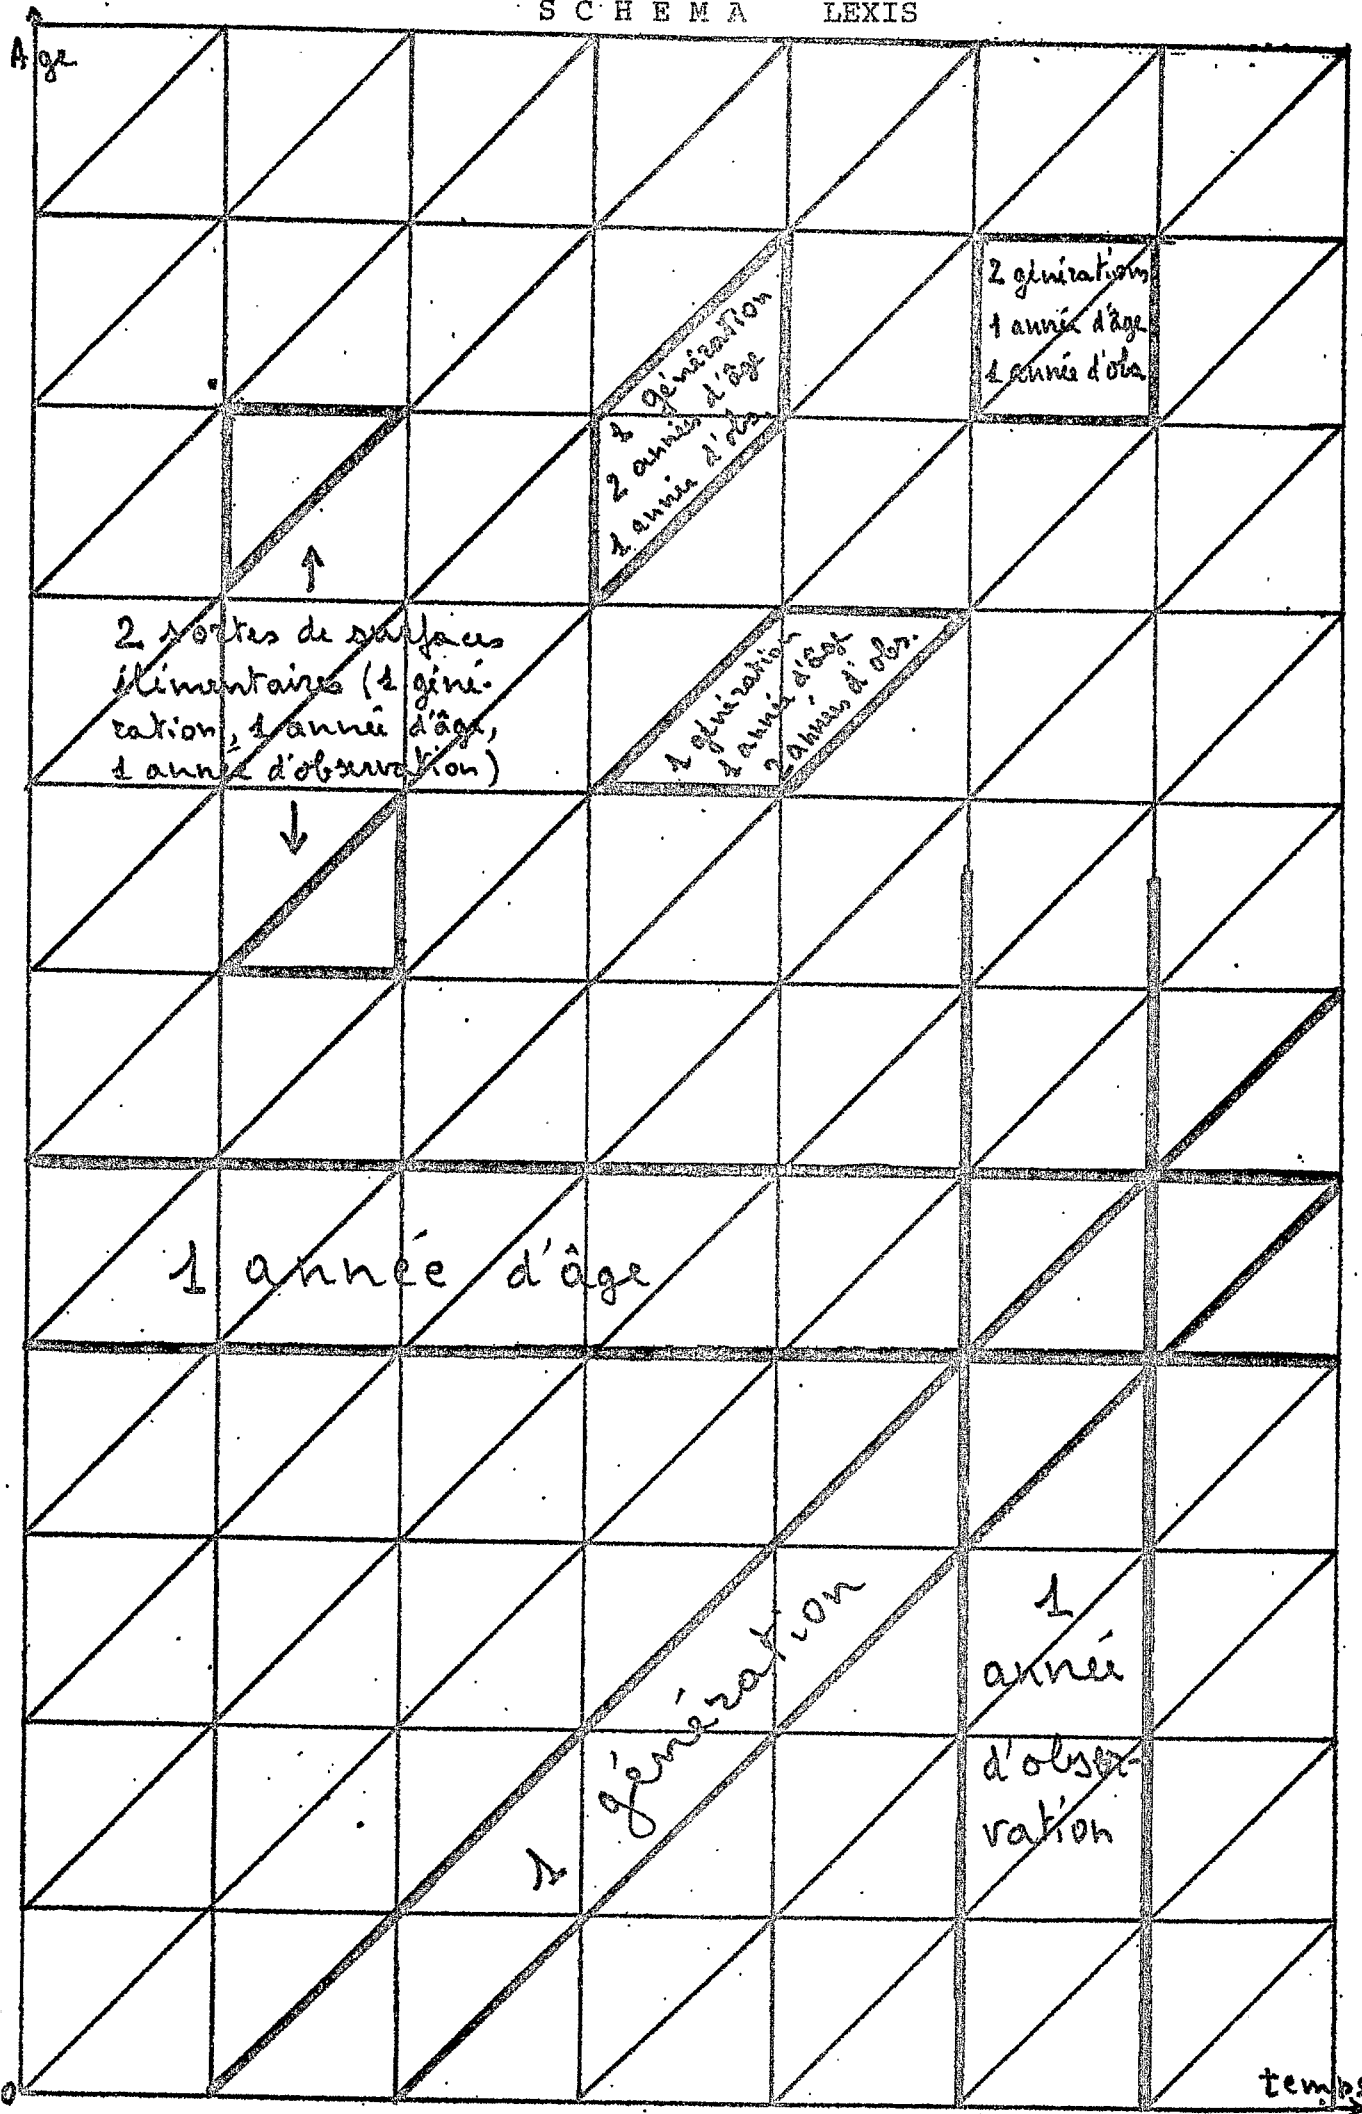 SCHEMA LEXIS
Age
2 générations
1 année d'âge
1 année d'obs
1 génération
2 années d'âge
1 année d'obs.
2 sortes de surfaces
élémentaires (1 géné-
ration, 1 année d'âge,
1 année d'observation)
1 génération
1 année d'âge
2 années d'obs.
1 année d'âge
1 génération
1
année
d'obser-
vation
0
temps